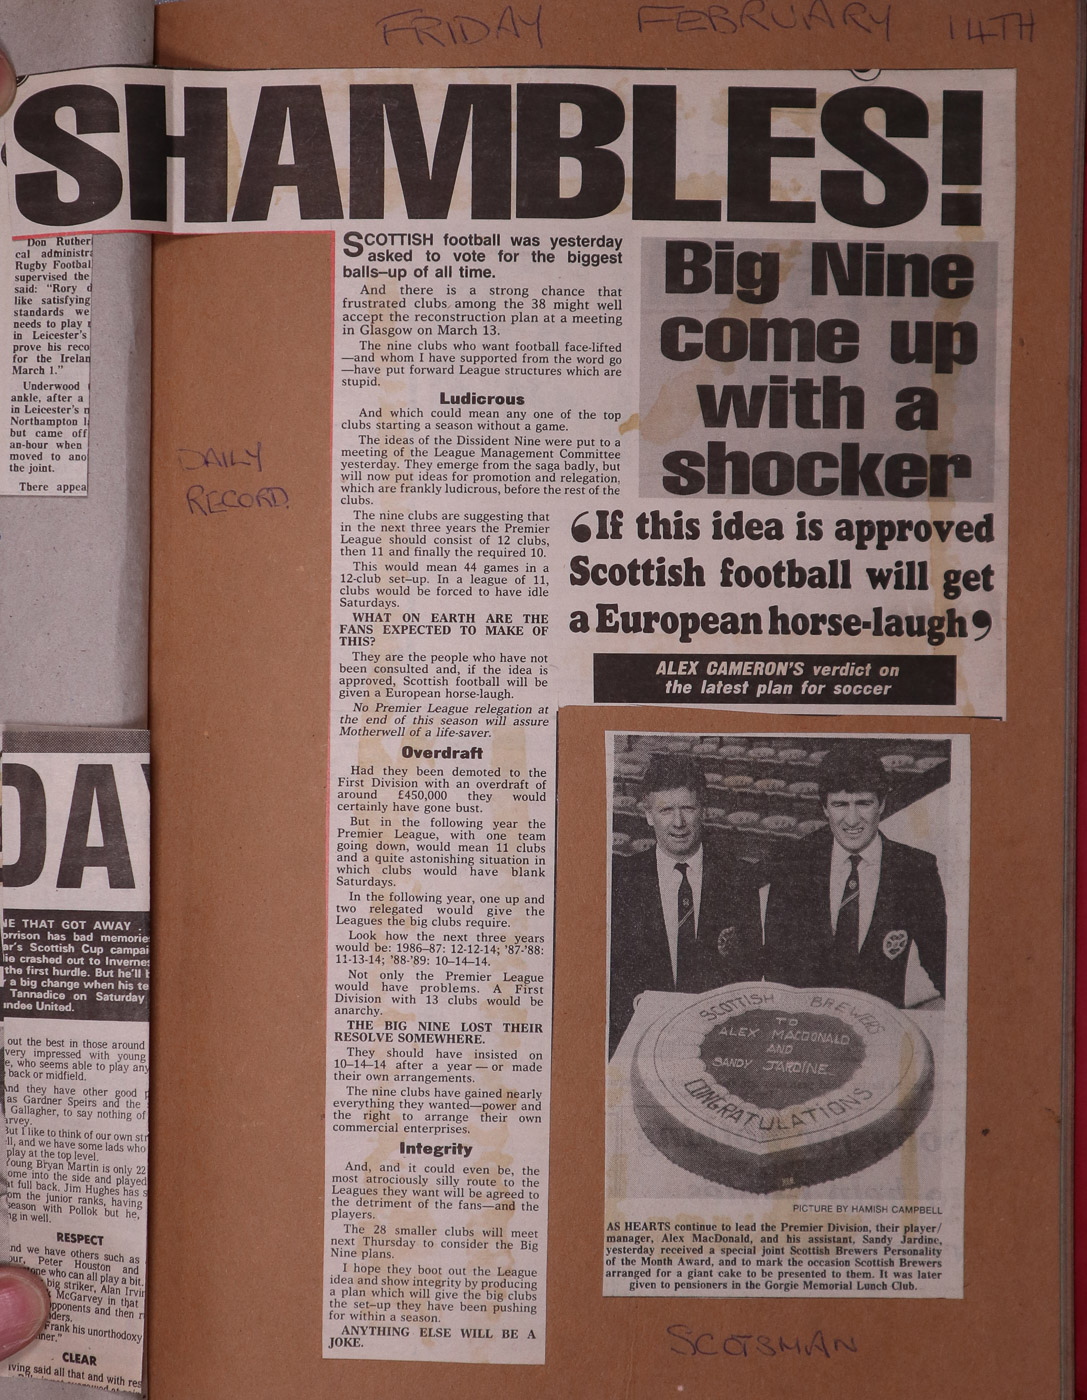 FRIDAY FEBRUARY 14TH
SHAMBLES!
Don Ruther
cal administr
Rugby Footbal
supervised the
said: "Rory d
like satisfying
standards we
needs to play
in Leicester's
prove his reco
for the Irelan
March 1."
Underwood
ankle, after a
in Leicester's
Northampton
but came off
an-hour when
moved to ano
the joint.
There appea
DAILY
RECORD
SCOTTISH football was yesterday
asked to vote for the biggest
balls-up of all time.
And there is a strong chance that
frustrated clubs among the 38 might well
accept the reconstruction plan at a meeting
in Glasgow on March 13.
The nine clubs who want football face-lifted
—and whom I have supported from the word go
—have put forward League structures which are
stupid.
Ludicrous
And which could mean any one of the top
clubs starting a season without a game.
The ideas of the Dissident Nine were put to a
meeting of the League Management Committee
yesterday. They emerge from the saga badly, but
will now put ideas for promotion and relegation,
which are frankly ludicrous, before the rest of the
clubs.
The nine clubs are suggesting that
in the next three years the Premier
League should consist of 12 clubs,
then 11 and finally the required 10.
This would mean 44 games in a
12-club set-up. In a league of 11,
clubs would be forced to have idle
Saturdays.
WHAT ON EARTH ARE THE
FANS EXPECTED TO MAKE OF
THIS?
They are the people who have not
been consulted and, if the idea is
approved, Scottish football will be
given a European horse-laugh.
No Premier League relegation at
the end of this season will assure
Motherwell of a life-saver.
Overdraft
Had they been demoted to the
First Division with an overdraft of
around £450,000 they would
certainly have gone bust.
But in the following year the
Premier League, with one team
going down, would mean 11 clubs
and a quite astonishing situation in
which clubs would have blank
Saturdays.
In the following year, one up and
two relegated would give the
Leagues the big clubs require.
Look how the next three years
would be: 1986-87: 12-12-14; '87-'88:
11-13-14; '88-'89: 10-14-14.
Not only the Premier League
would have problems. A First
Division with 13 clubs would be
anarchy.
THE BIG NINE LOST THEIR
RESOLVE SOMEWHERE.
They should have insisted on
10-14-14 after a year — or made
their own arrangements.
The nine clubs have gained nearly
everything they wanted—power and
the right to arrange their own
commercial enterprises.
Integrity
And, and it could even be, the
most atrociously silly route to the
Leagues they want will be agreed to
the detriment of the fans—and the
players.
The 28 smaller clubs will meet
next Thursday to consider the Big
Nine plans.
I hope they boot out the League
idea and show integrity by producing
a plan which will give the big clubs
the set-up they have been pushing
for within a season.
ANYTHING ELSE WILL BE A
JOKE.
Big Nine
come up
with a
shocker
‘If this idea is approved
Scottish football will get
a European horse-laugh’
ALEX CAMERON'S verdict on
the latest plan for soccer
SCOTTISH BREWERS
TO
ALEX MACDONALD
AND
SANDY JARDINE
CONGRATULATIONS
PICTURE BY HAMISH CAMPBELL
AS HEARTS continue to lead the Premier Division, their player/
manager, Alex MacDonald, and his assistant, Sandy Jardine,
yesterday received a special joint Scottish Brewers Personality
of the Month Award, and to mark the occasion Scottish Brewers
arranged for a giant cake to be presented to them. It was later
given to pensioners in the Gorgie Memorial Lunch Club.
SCOTSMAN
DAY
NE THAT GOT AWAY .
orrison has bad memorie
ar's Scottish Cup campai
lie crashed out to Inverne
the first hurdle. But he'll
r a big change when his te
Tannadice on Saturday
undee United.
out the best in those around
very impressed with young
e, who seems able to play any
back or midfield.
nd they have other good
as Gardner Speirs and the
Gallagher, to say nothing of
arvey.
But I like to think of our own str
ll, and we have some lads who
play at the top level.
Young Bryan Martin is only 22
ome into the side and played
at full back. Jim Hughes has
om the junior ranks, having
season with Pollok but he,
ng in well.
RESPECT
nd we have others such as
our, Peter Houston and
one who can all play a bit.
big striker, Alan Irvi
McGarvey in that
pponents and then
ders.
Frank his unorthodoxy
ner."
CLEAR
rving said all that and with res